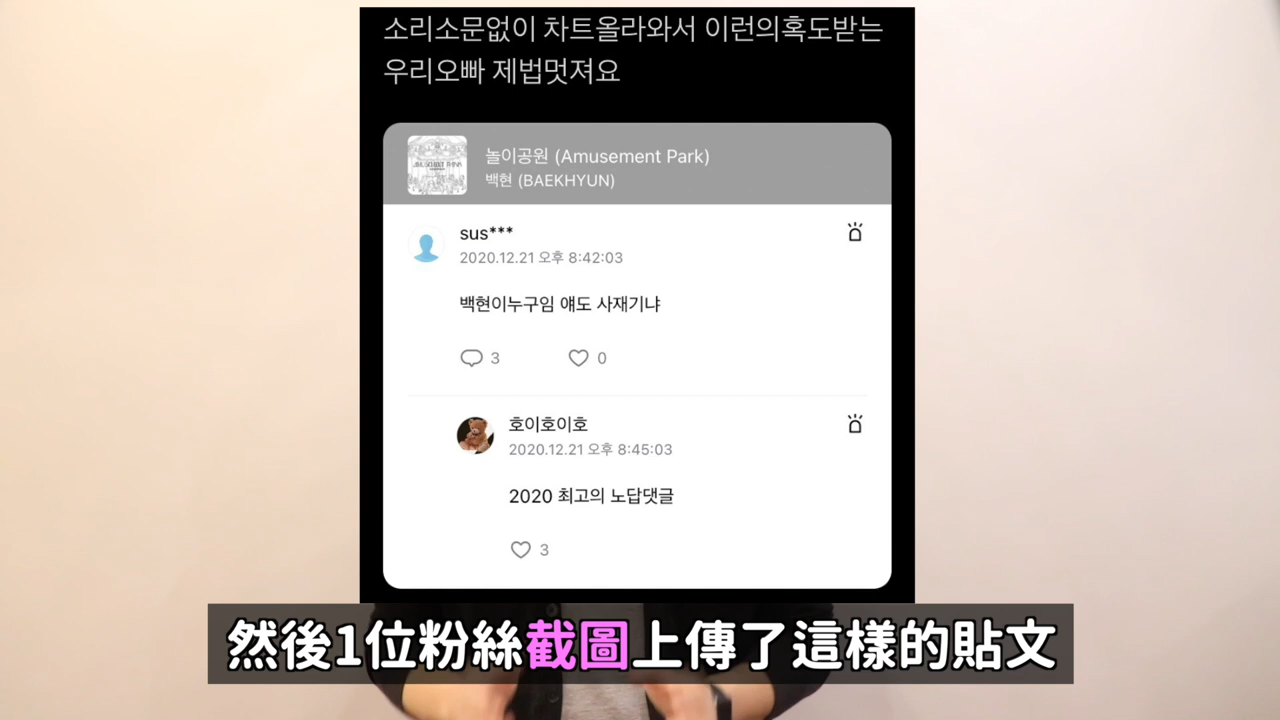 소리소문없이 차트올라와서 이런의혹도받는
우리오빠 제법멋져요
놀이공원 (Amusement Park)
백현 (BAEKHYUN)
sus***
2020.12.21 오후 8:42:03
백현이누구임 얘도 사재기냐
3
0
호이호이호
2020.12.21 오후 8:45:03
2020 최고의 노답댓글
3
然後1位粉絲截圖上傳了這樣的貼文